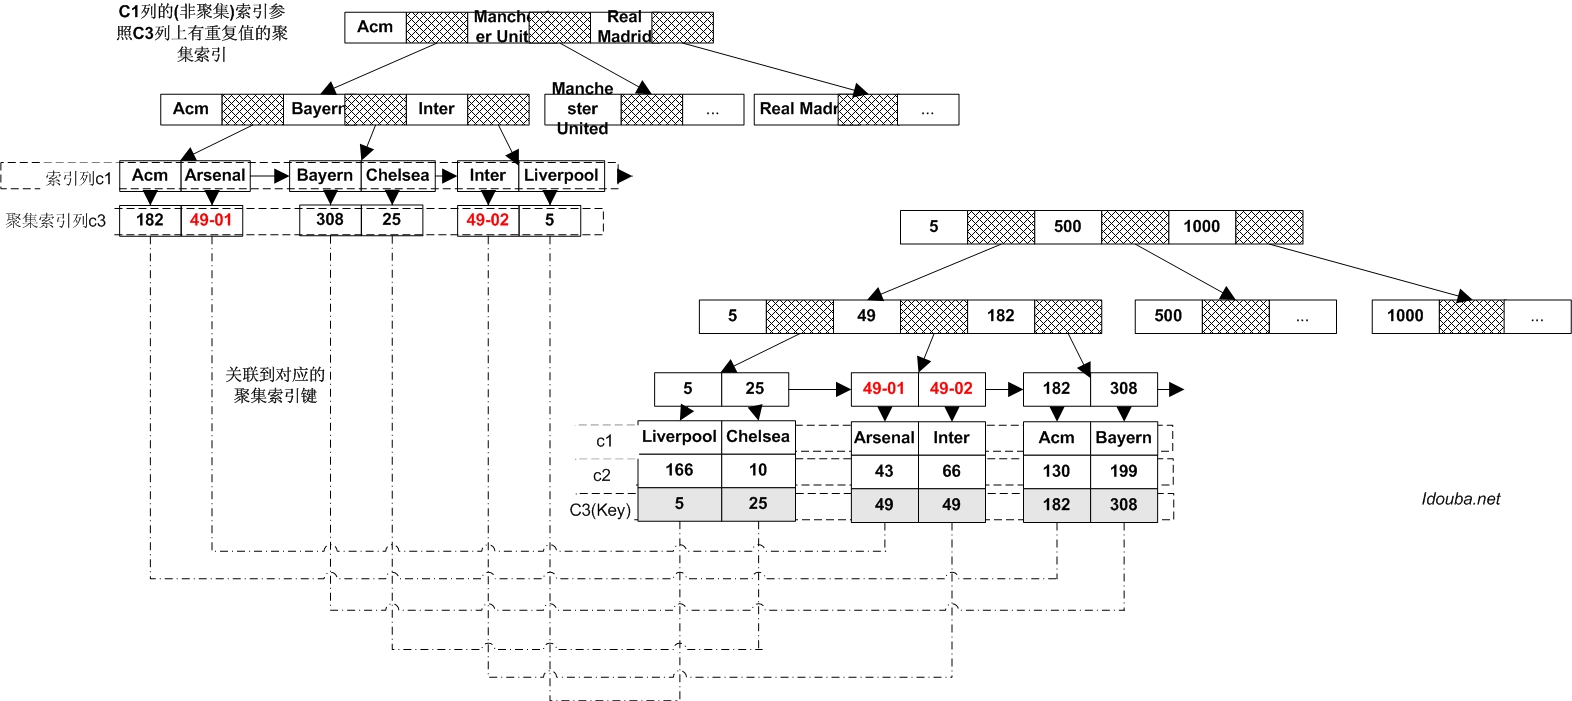 C1列的(非聚集)索引参
照C3列上有重复值的聚
集索引
Acm
Manch
er Unit
Real
Madrid
Acm
Bayern
Inter
Manche
ster
United
...
Real Madr
...
索引列c1
Acm
Arsenal
Bayern
Chelsea
Inter
Liverpool
聚集索引列c3
182
49-01
308
25
49-02
5
5
500
1000
5
49
182
500
...
1000
...
关联到对应的
聚集索引键
5
25
49-01
49-02
182
308
c1
Liverpool
Chelsea
Arsenal
Inter
Acm
Bayern
c2
166
10
43
66
130
199
C3(Key)
5
25
49
49
182
308
Idouba.net